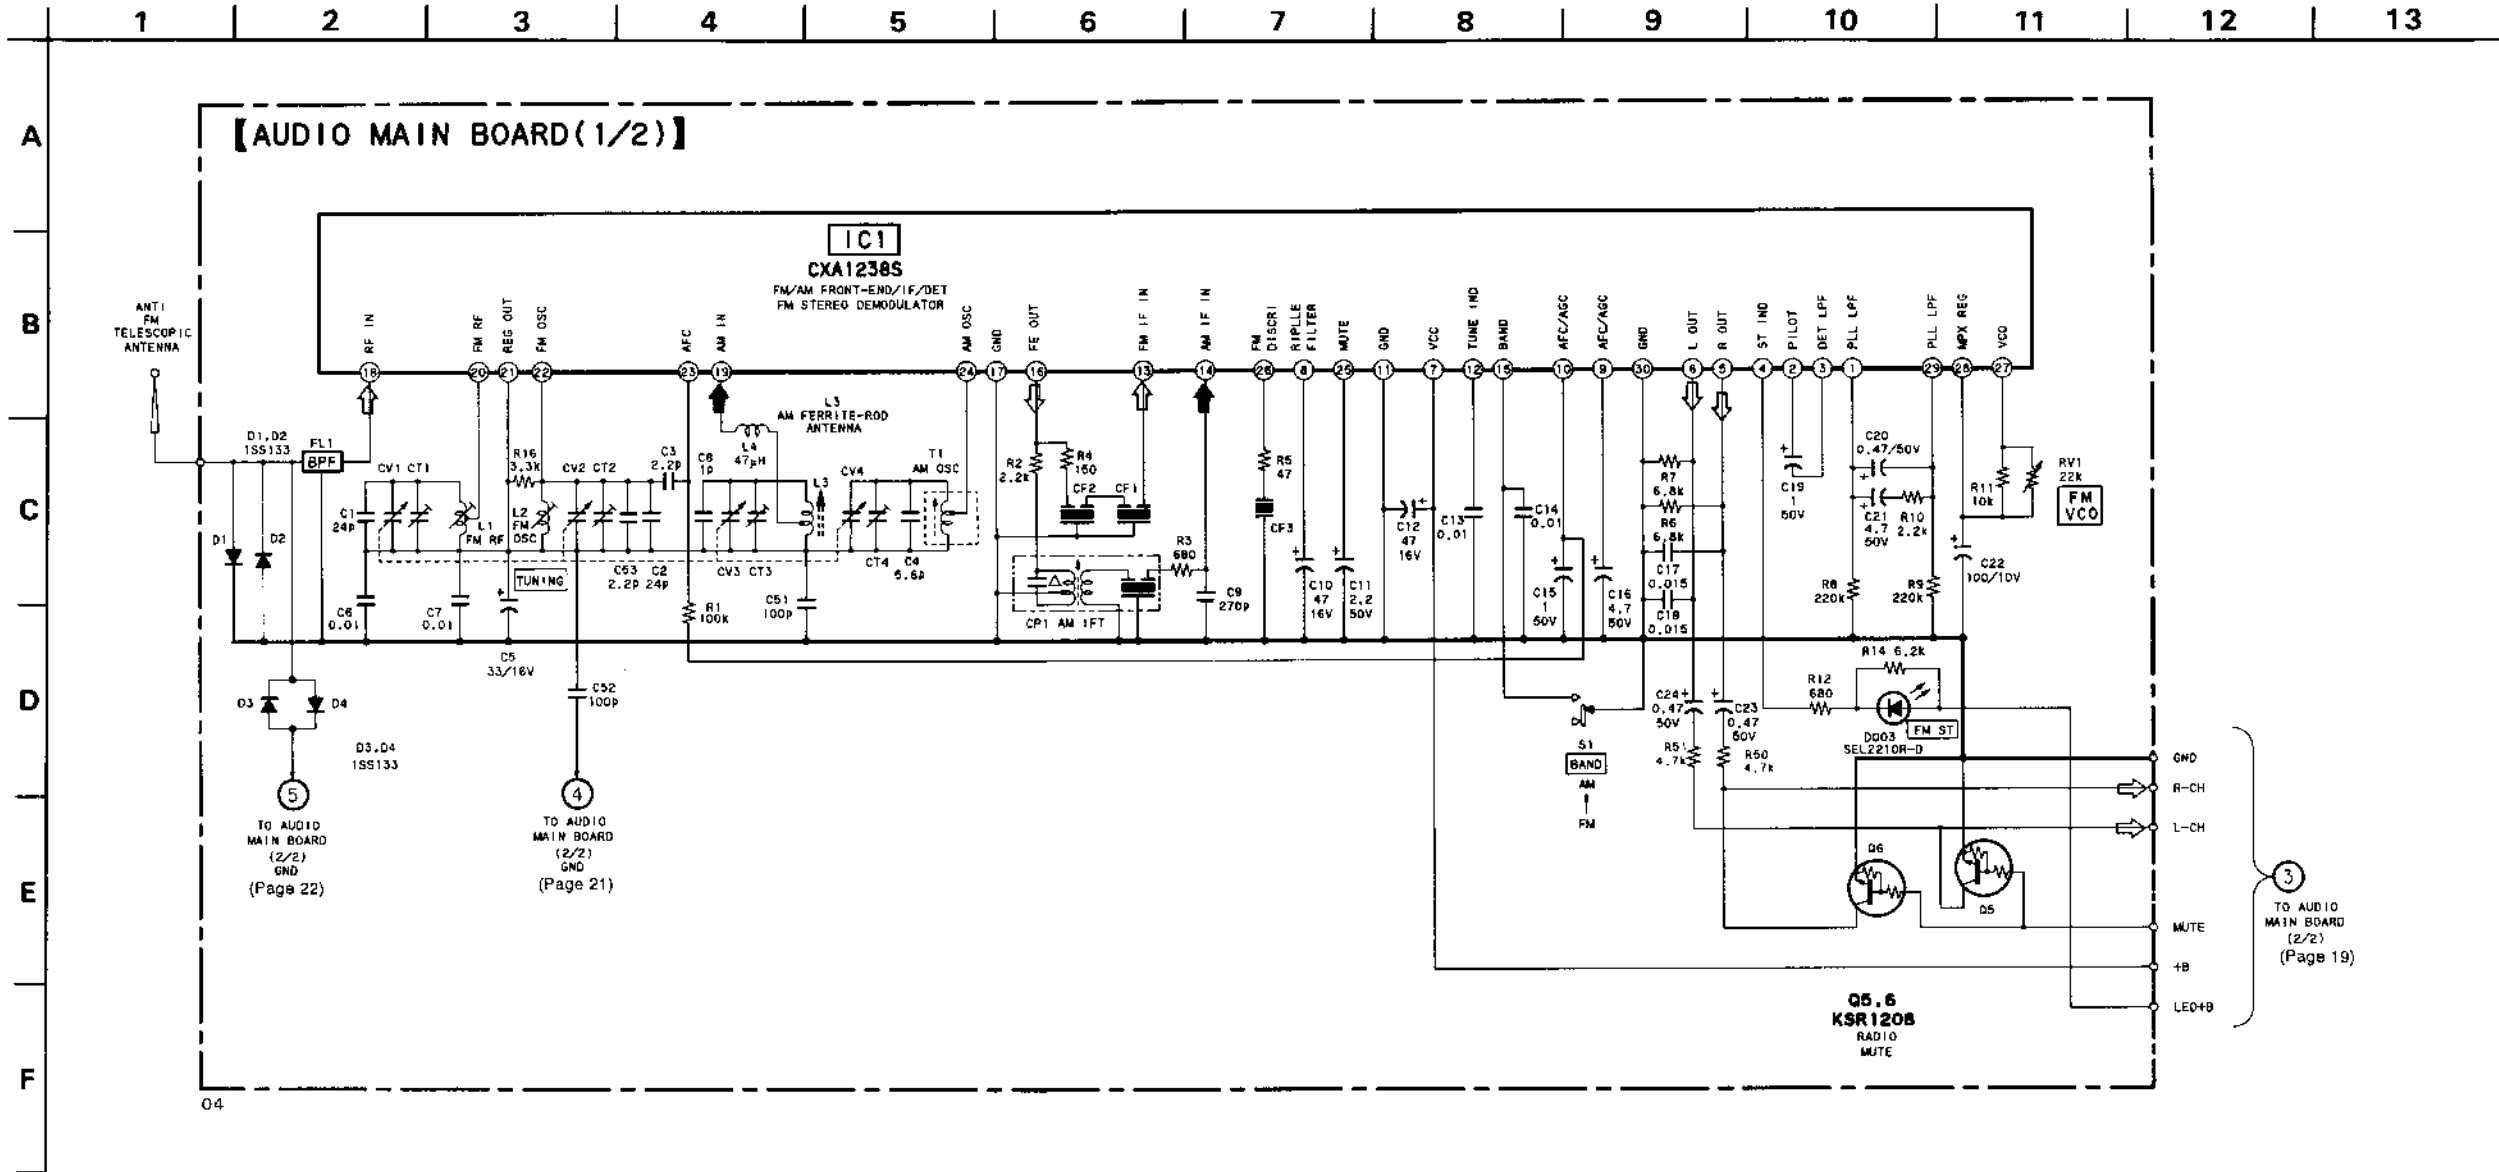 1 2 3 4 5 6 7 8 9 10 11 12 13
A
B
C
D
E
F
【AUDIO MAIN BOARD(1/2)】
IC1
CXA1238S
FM/AM FRONT-END/IF/DET
FM STEREO DEMODULATOR
ANT1
FM
TELESCOPIC
ANTENNA
RF IN
FM RF
REG OUT
FM OSC
AFC
AM IN
AM OSC
GND
FE OUT
FM IF IN
AM IF IN
FM
DISCRI
RIPLLE
FILTER
MUTE
GND
VCC
TUNE IND
BAND
AFC/AGC
AFC/AGC
GND
L OUT
R OUT
ST IND
PILOT
DET LPF
PLL LPF
PLL LPF
MPX REG
VCO
18 20 21 22 23 19 24 17 16 13 14 26 8 25 11 7 12 15 10 9 30 6 5 4 2 3 1 29 28 27
L3
AM FERRITE-ROD
ANTENNA
D1,D2
1SS133
FL1
BPF
CV1 CT1
R16
3.3k
CV2 CT2
C3
2.2p
C8
1p
L4
47μH
L3
CV4
T1
AM OSC
R2
2.2k
R4
150
CF2 CF1
R5
47
CF3
R7
6.8k
R6
6.8k
C20
0.47/50V
C19
1
50V
C21
4.7
50V
R10
2.2k
R11
10k
RV1
22k
FM
VCO
C1
24p
L1
FM RF
L2
FM
OSC
D1
D2
TUNING
C53
2.2p
C2
24p
CV3 CT3
CT4
C4
5.6p
R3
680
C12
47
16V
C13
0.01
C14
0.01
C17
0.015
C18
0.015
C22
100/10V
C6
0.01
C7
0.01
C5
33/16V
R1
100k
C51
100p
CP1 AM IFT
C9
270p
C10
47
16V
C11
2.2
50V
C15
1
50V
C16
4.7
50V
R8
220k
R9
220k
D3
D4
D3,D4
1SS133
C52
100p
S1
BAND
AM
FM
C24
0.47
50V
C23
0.47
50V
R51
4.7k
R50
4.7k
R12
680
R14 6.2k
D003
SEL2210R-D
FM ST
5
TO AUDIO
MAIN BOARD
(2/2)
GND
(Page 22)
4
TO AUDIO
MAIN BOARD
(2/2)
GND
(Page 21)
Q6
Q5
GND
R-CH
L-CH
MUTE
+B
LED+B
3
TO AUDIO
MAIN BOARD
(2/2)
(Page 19)
Q5,6
KSR1208
RADIO
MUTE
04